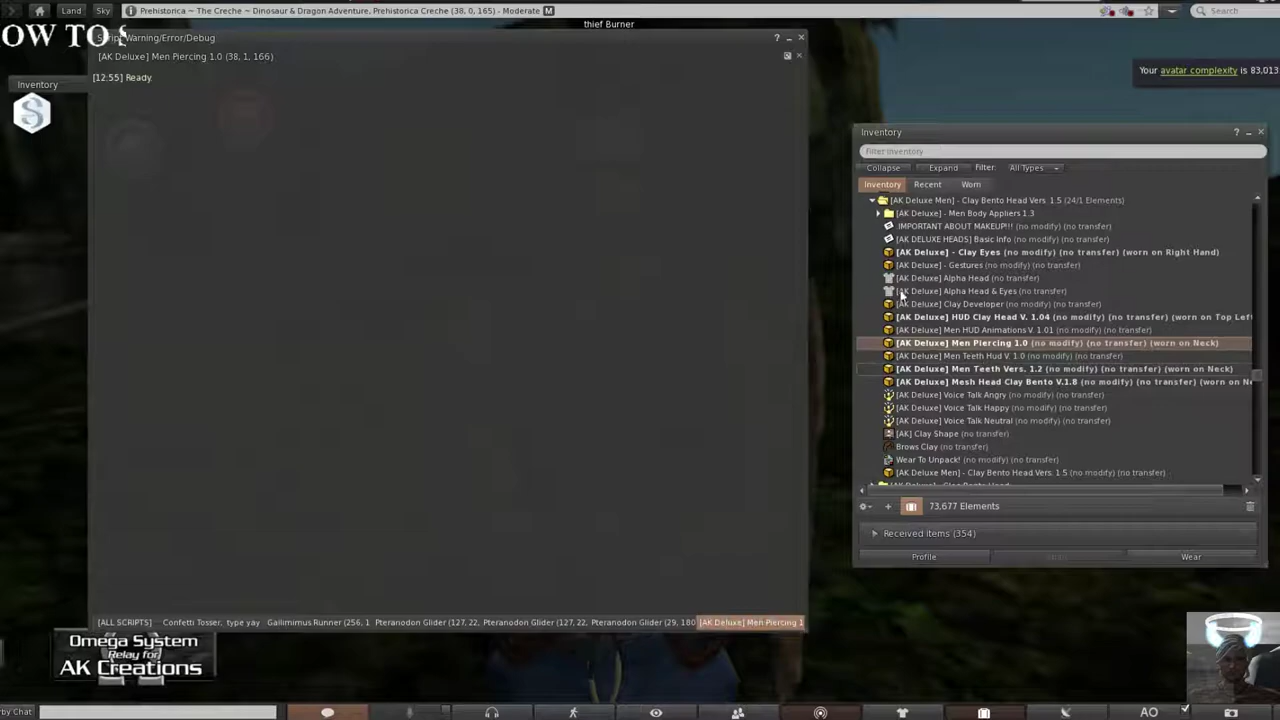 Land
Sky
Prehistorica ~ The Creche ~ Dinosaur & Dragon Adventure, Prehistorica Creche (38, 0, 165) - Moderate
M
Search
thief Burner
OW TO S
Script Warning/Error/Debug
[AK Deluxe] Men Piercing 1.0 (38, 1, 166)
Inventory
[12:55] Ready.
Your avatar complexity is 83,013
Inventory
Filter Inventory
Collapse Expand Filter: All Types
Inventory Recent Worn
[AK Deluxe Men] - Clay Bento Head Vers. 1.5 (24/1 Elements)
[AK Deluxe] - Men Body Appliers 1.3
.IMPORTANT ABOUT MAKEUP!!! (no modify) (no transfer)
[AK DELUXE HEADS] Basic Info (no modify) (no transfer)
[AK Deluxe] - Clay Eyes (no modify) (no transfer) (worn on Right Hand)
[AK Deluxe] - Gestures (no modify) (no transfer)
[AK Deluxe] Alpha Head (no transfer)
[AK Deluxe] Alpha Head & Eyes (no transfer)
[AK Deluxe] Clay Developer (no modify) (no transfer)
[AK Deluxe] HUD Clay Head V. 1.04 (no modify) (no transfer) (worn on Top Left
[AK Deluxe] Men HUD Animations V. 1.01 (no modify) (no transfer)
[AK Deluxe] Men Piercing 1.0 (no modify) (no transfer) (worn on Neck)
[AK Deluxe] Men Teeth Hud V. 1.0 (no modify) (no transfer)
[AK Deluxe] Men Teeth Vers. 1.2 (no modify) (no transfer) (worn on Neck)
[AK Deluxe] Mesh Head Clay Bento V.1.8 (no modify) (no transfer) (worn on Ne
[AK Deluxe] Voice Talk Angry (no modify) (no transfer)
[AK Deluxe] Voice Talk Happy (no modify) (no transfer)
[AK Deluxe] Voice Talk Neutral (no modify) (no transfer)
[AK] Clay Shape (no transfer)
Brows Clay (no transfer)
Wear To Unpack! (no modify) (no transfer)
[AK Deluxe Men] - Clay Bento Head Vers. 1.5 (no modify) (no transfer)
73,677 Elements
Received items (354)
Profile Wear
[ALL SCRIPTS] Confetti Tosser, type yay Gallimimus Runner (256, 1 Pteranodon Glider (127, 22, Pteranodon Glider (127, 22, Pteranodon Glider (29, 180 [AK Deluxe] Men Piercing 1
Omega System
Relay for
AK Creations
by Chat
AO